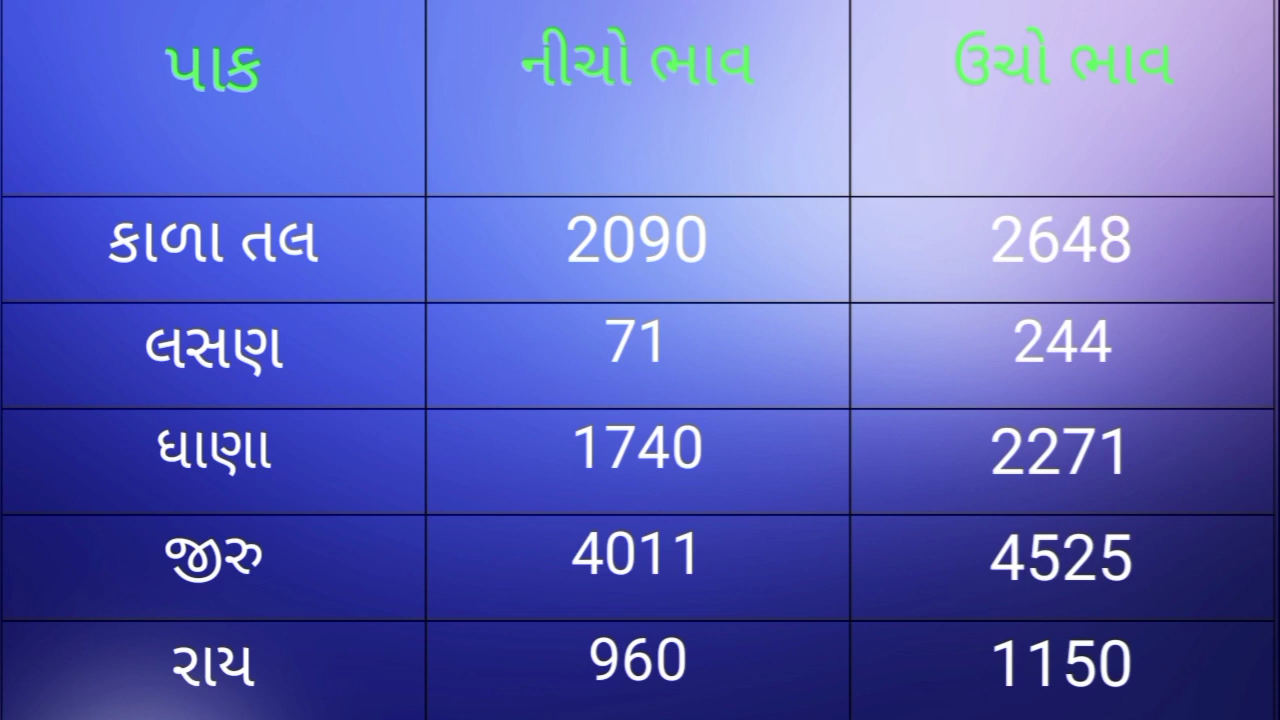 પાક નીચો ભાવ ઉચો ભાવ
કાળા તલ 2090 2648
લસણ 71 244
ધાણા 1740 2271
જીરુ 4011 4525
રાય 960 1150